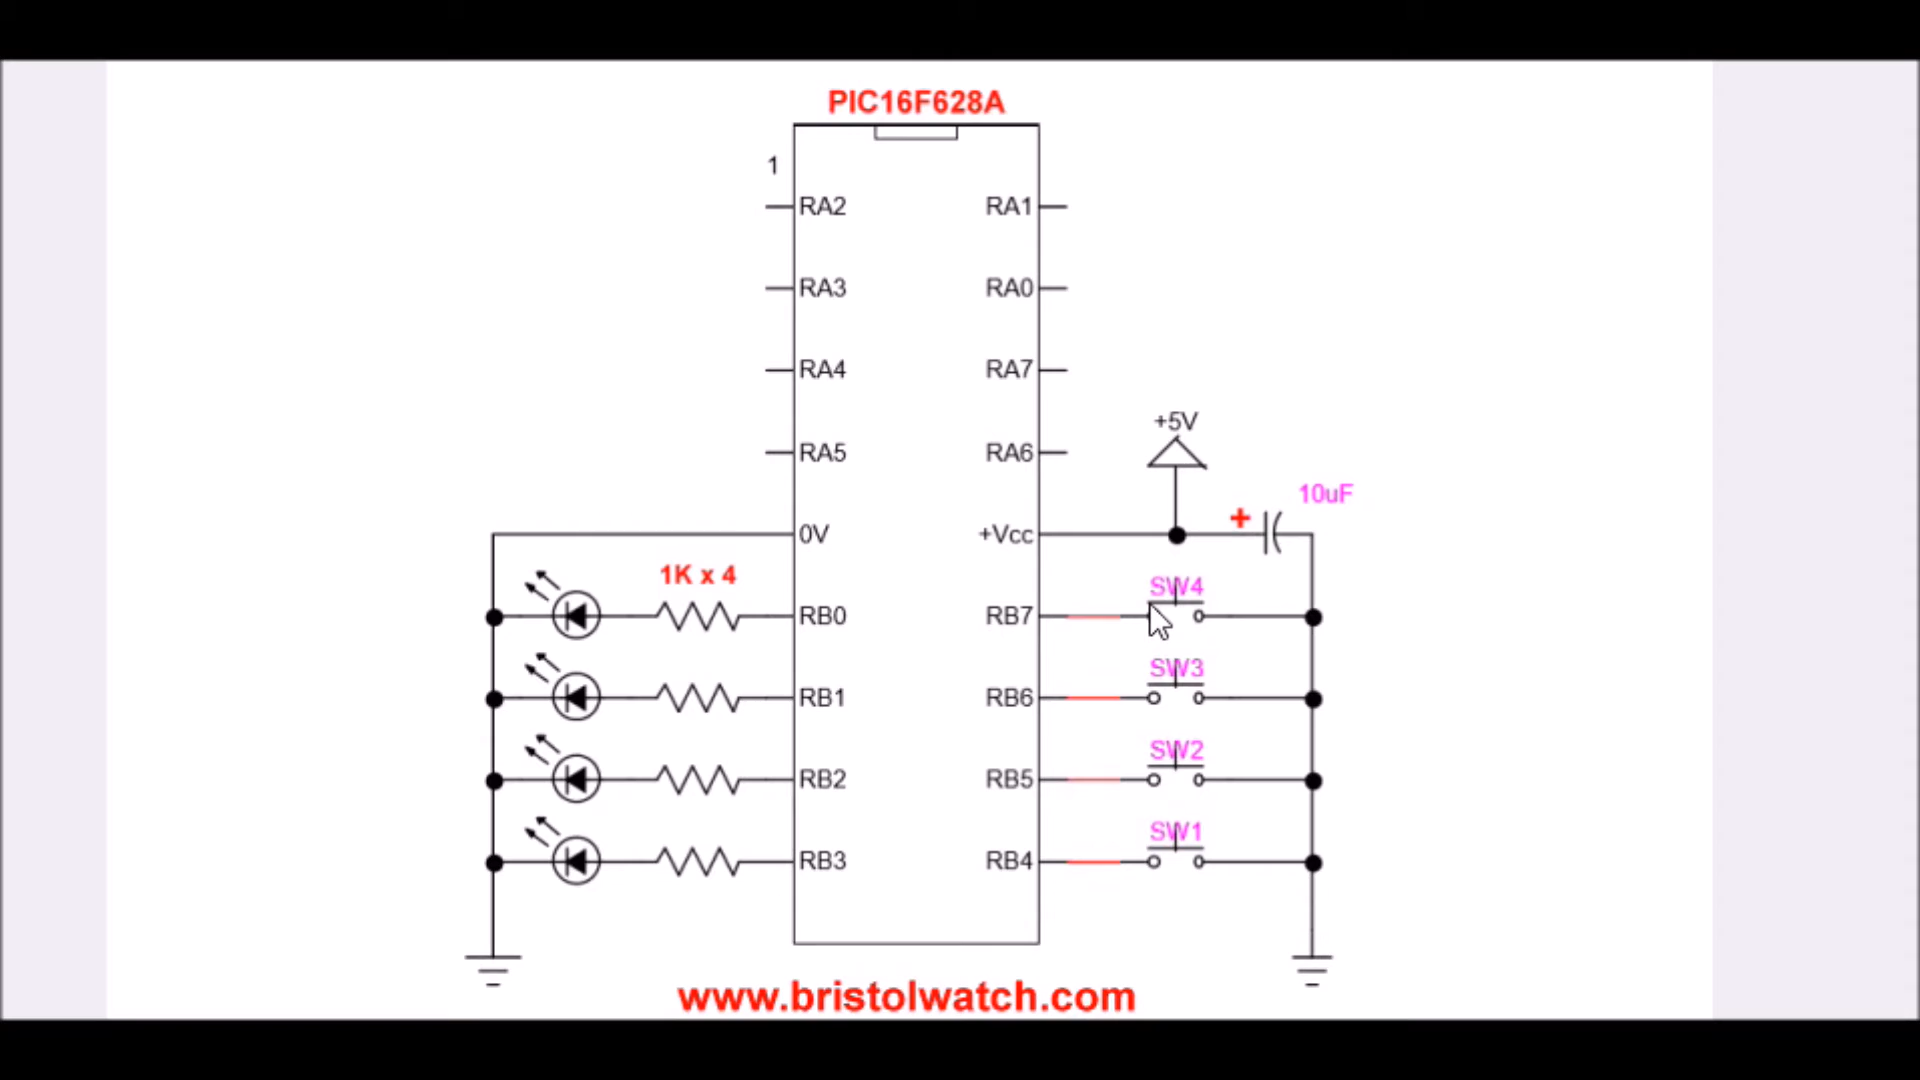 PIC16F628A
1
RA2 RA1
RA3 RA0
RA4 RA7
+5V
RA5 RA6
10uF
+
0V +Vcc
1K x 4 SW4
RB0 RB7
SW3
RB1 RB6
SW2
RB2 RB5
SW1
RB3 RB4
www.bristolwatch.com